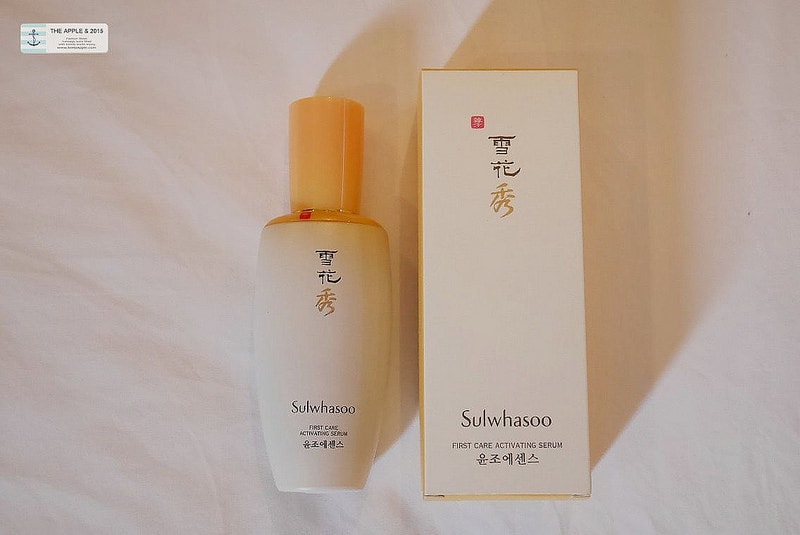 THE APPLE & 2015
雪
花
秀
Sulwhasoo
FIRST CARE
ACTIVATING SERUM
윤조에센스
雪
花
秀
Sulwhasoo
FIRST CARE ACTIVATING SERUM
윤조에센스